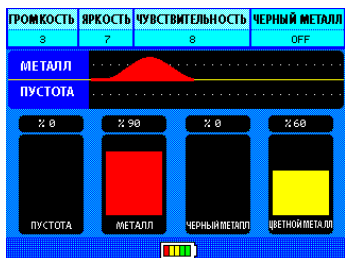 ГРОМКОСТЬ ЯРКОСТЬ ЧУВСТВИТЕЛЬНОСТЬ ЧЕРНЫЙ МЕТАЛЛ
3 7 8 OFF
МЕТАЛЛ
ПУСТОТА
% 0 % 90 % 0 % 60
ПУСТОТА МЕТАЛЛ ЧЕРНЫЙ МЕТАЛЛ ЦВЕТНОЙ МЕТАЛЛ